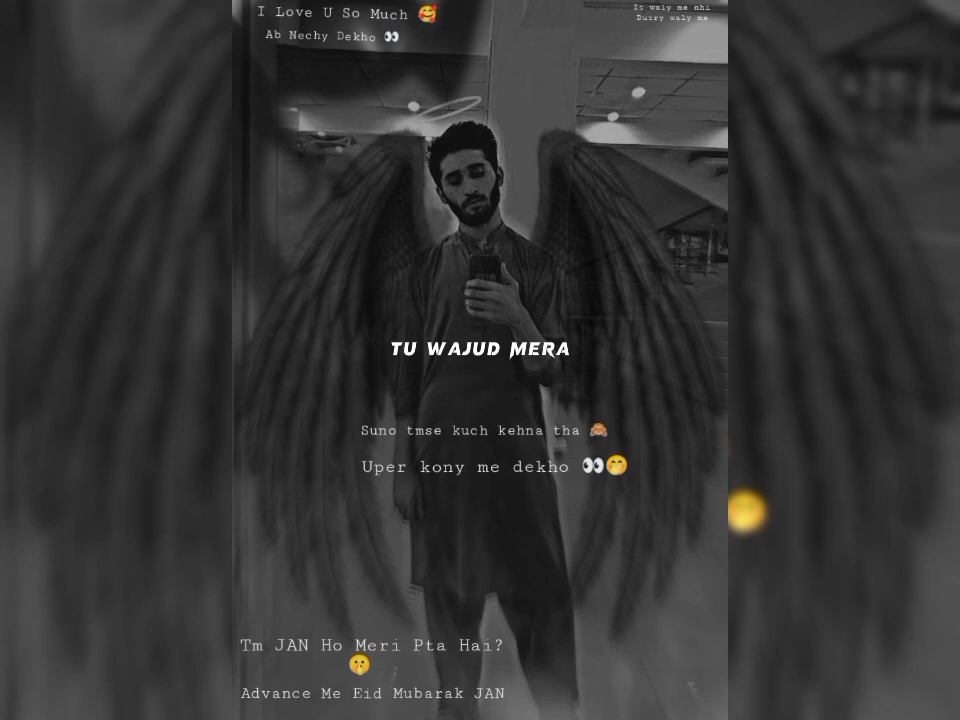 I Love U So Much 🥰
Ab Nechy Dekho 👀
Is waly me nhi
Dusry waly me
TU WAJUD MERA
Suno tmse kuch kehna tha 🙈
Uper kony me dekho 👀🤭
Tm JAN Ho Meri Pta Hai?
🤫
Advance Me Eid Mubarak JAN